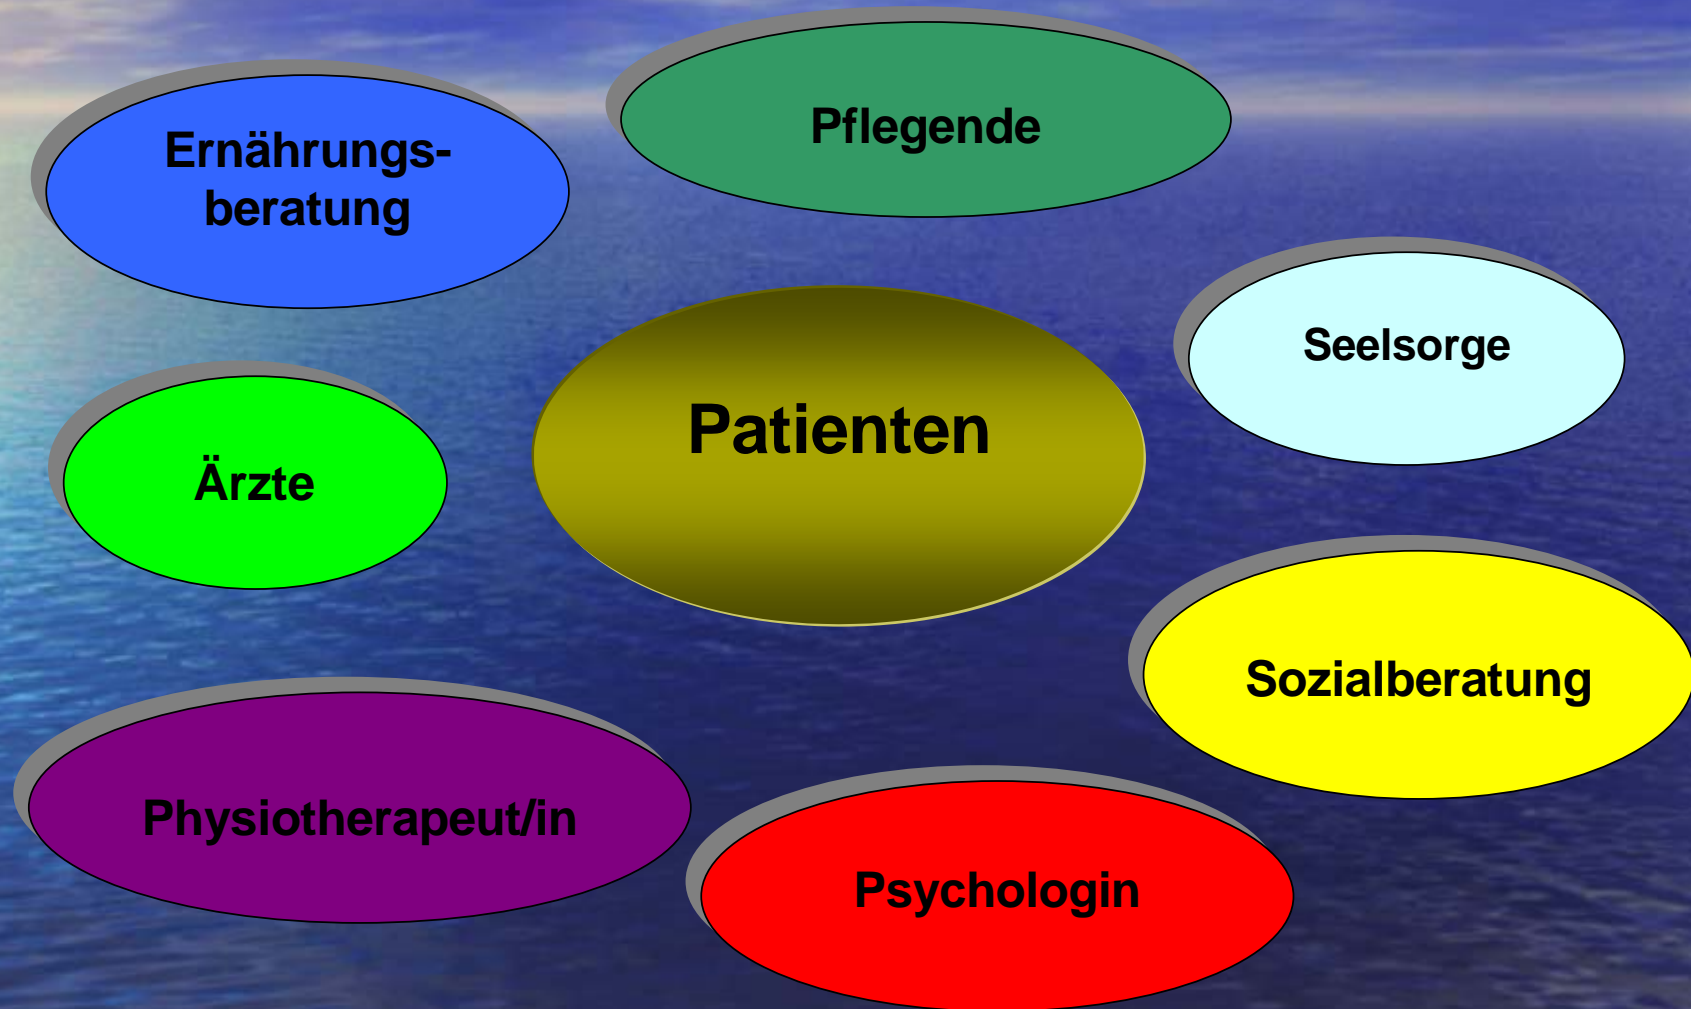 Pflegende
Ernährungs-
beratung
Seelsorge
Patienten
Ärzte
Sozialberatung
Physiotherapeut/in
Psychologin